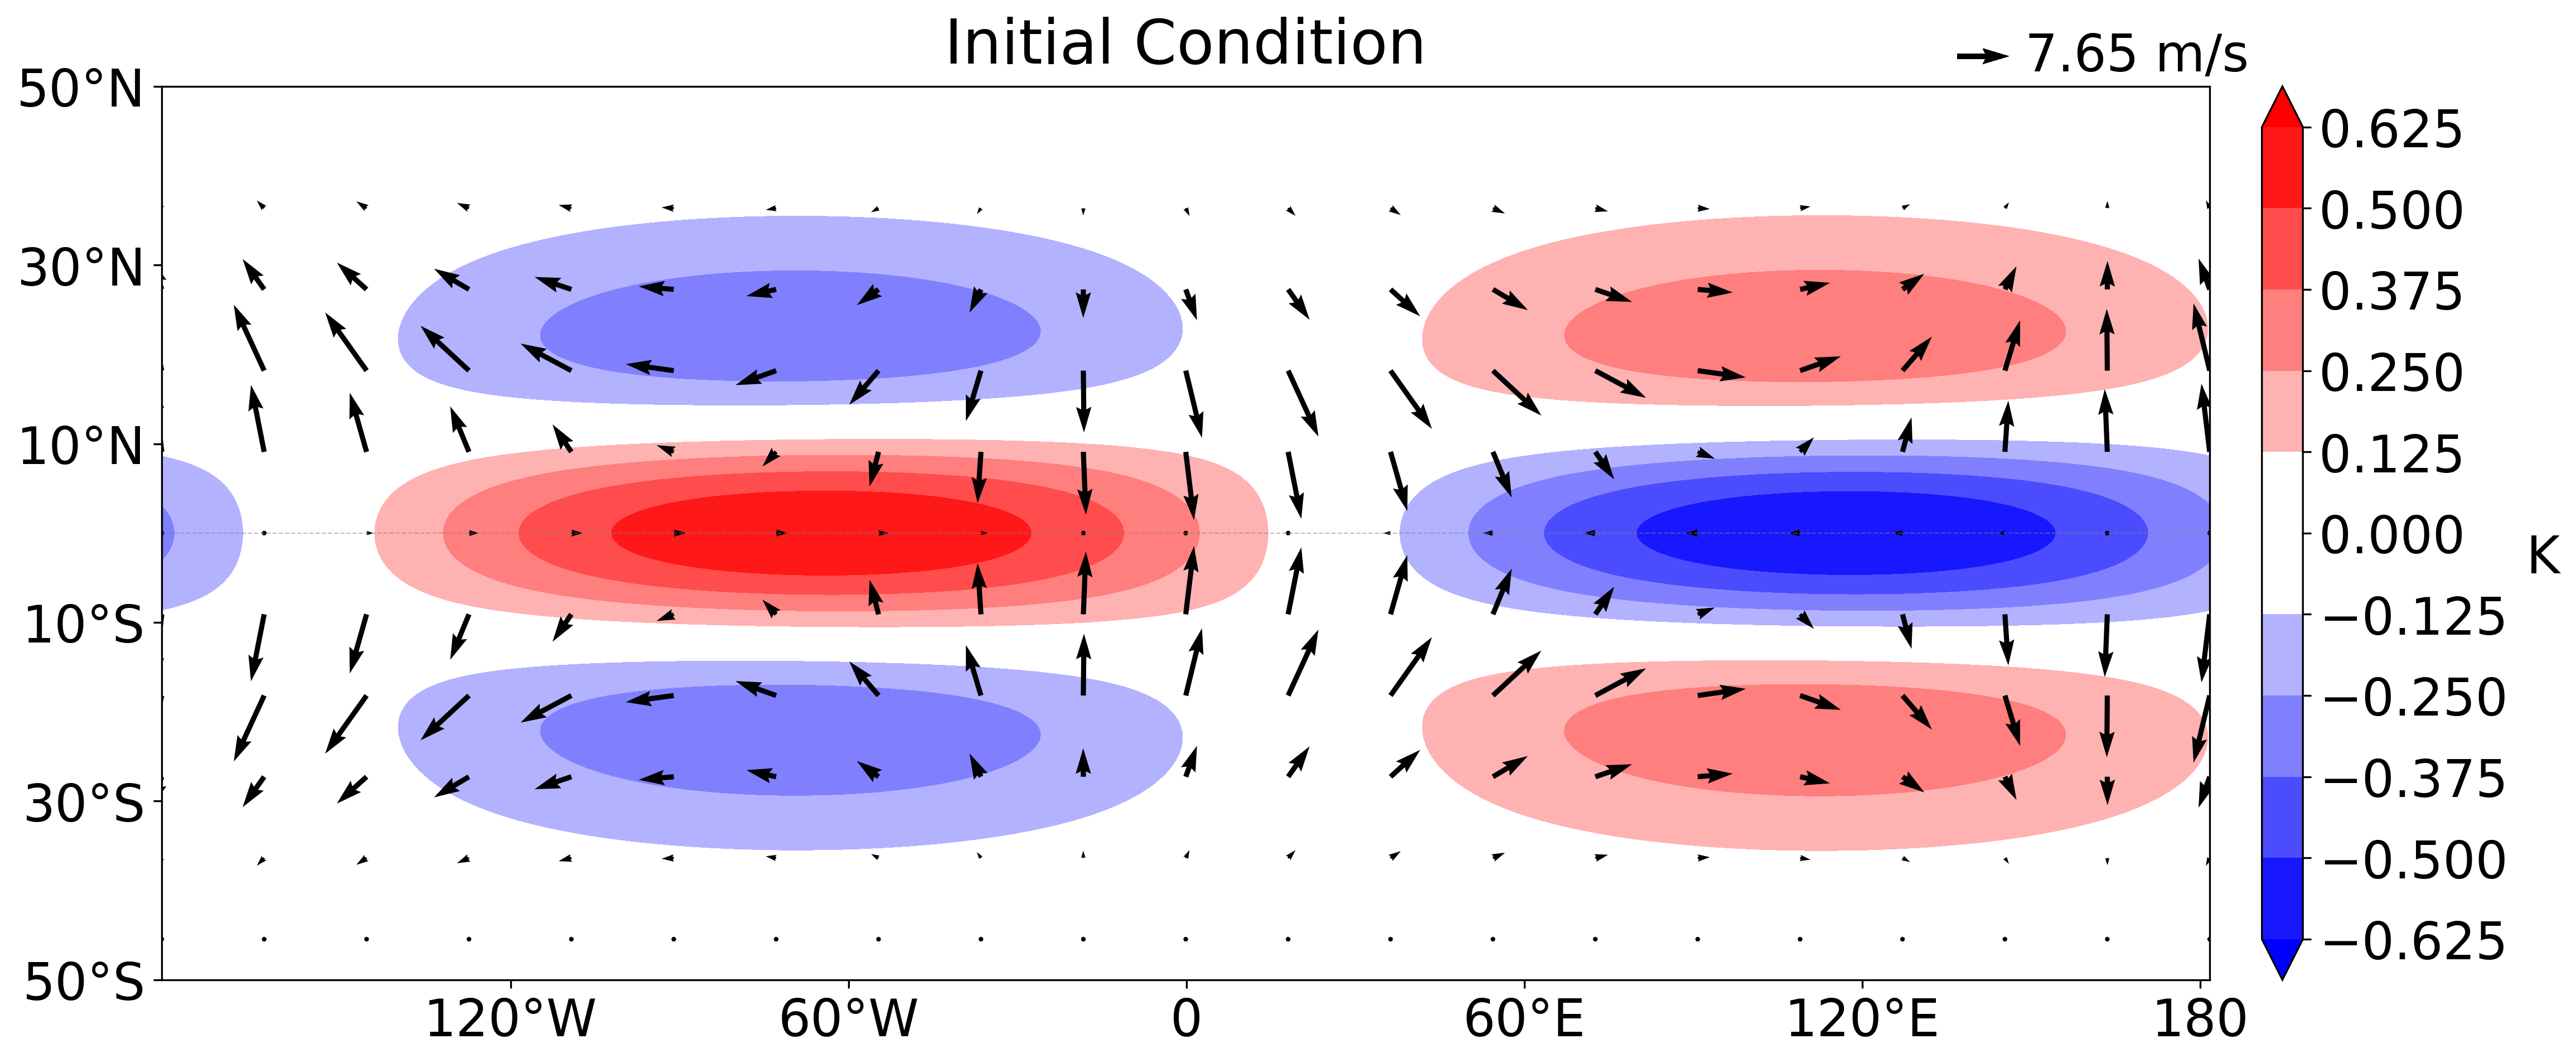 Initial Condition
7.65 m/s
50°N
30°N
10°N
10°S
30°S
50°S
120°W
60°W
0
60°E
120°E
180
0.625
0.500
0.375
0.250
0.125
0.000
−0.125
−0.250
−0.375
−0.500
−0.625
K